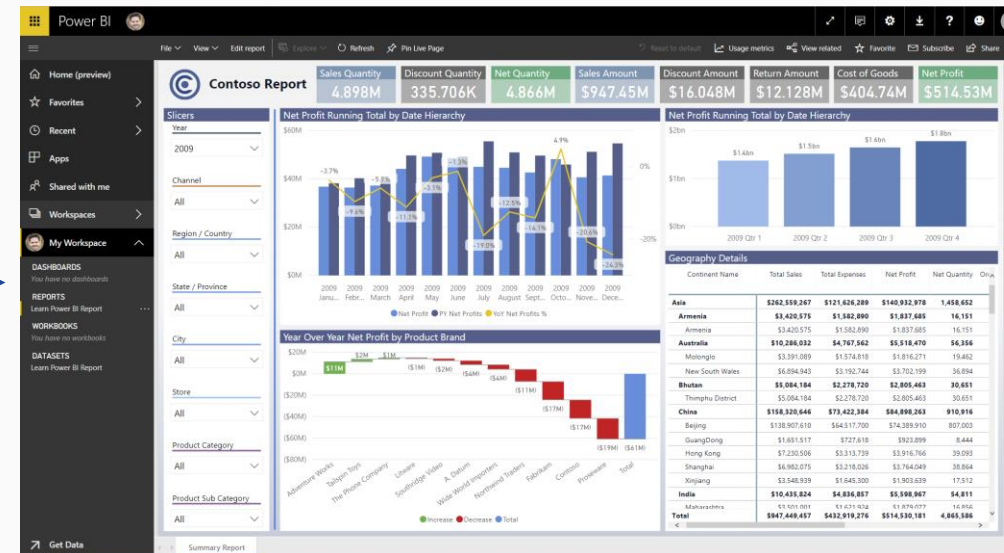 Power BI
File View Edit report Explore Refresh Pin Live Page Reset to default Usage metrics View related Favorite Subscribe Share
Home (preview)
Favorites
Recent
Apps
Shared with me
Workspaces
My Workspace
DASHBOARDS
You have no dashboards
REPORTS
Learn Power BI Report
WORKBOOKS
You have no workbooks
DATASETS
Learn Power BI Report
Get Data
Contoso Report
Sales Quantity
4.898M
Discount Quantity
335.706K
Net Quantity
4.866M
Sales Amount
$947.45M
Discount Amount
$16.048M
Return Amount
$12.128M
Cost of Goods
$404.74M
Net Profit
$514.53M
Slicers
Year
2009
Channel
All
Region / Country
All
State / Province
All
City
All
Store
All
Product Category
All
Product Sub Category
All
Net Profit Running Total by Date Hierarchy
$60M
$40M
$20M
$0M
0%
-20%
-3.7%
-9.6%
-5.8%
-11.1%
-3.1%
-1.3%
-19.0%
-12.5%
-14.1%
4.9%
-20.6%
-24.3%
2009 2009 2009 2009 2009 2009 2009 2009 2009 2009 2009 2009
Janu... Febr... March April May June July August Sept... Octo... Nove... Dece...
Net Profit PY Net Profits YoY Net Profits %
Year Over Year Net Profit by Product Brand
$20M
$0M
($20M)
($40M)
($60M)
($80M)
$11M
$2M
$1M
($1M)
($2M)
($4M)
($4M)
($11M)
($17M)
($17M)
($19M)
($61M)
Adventure Works
Tailspin Toys
The Phone Company
Litware
Southridge Video
A. Datum
Wide World Importers
Northwind Traders
Fabrikam
Contoso
Proseware
Total
Increase Decrease Total
Net Profit Running Total by Date Hierarchy
$2bn
$1bn
$0bn
$1.4bn
$1.5bn
$1.6bn
$1.8bn
2009 Qtr 1 2009 Qtr 2 2009 Qtr 3 2009 Qtr 4
Geography Details
Continent Name Total Sales Total Expenses Net Profit Net Quantity
Asia $262,559,267 $121,626,289 $140,932,978 1,458,652
Armenia $3,420,575 $1,582,890 $1,837,685 16,151
Armenia $3,420,575 $1,582,890 $1,837,685 16,151
Australia $10,286,032 $4,767,562 $5,518,470 56,356
Molonglo $3,391,089 $1,574,818 $1,816,271 19,462
New South Wales $6,894,943 $3,192,744 $3,702,199 36,894
Bhutan $5,084,184 $2,278,720 $2,805,463 30,651
Thimphu District $5,084,184 $2,278,720 $2,805,463 30,651
China $158,320,646 $73,422,384 $84,898,263 910,916
Beijing $138,907,610 $64,517,700 $74,389,910 807,003
GuangDong $1,651,517 $727,618 $923,899 8,444
Hong Kong $7,230,506 $3,313,739 $3,916,766 39,093
Shanghai $6,982,075 $3,218,026 $3,764,049 38,864
Xinjiang $3,548,939 $1,645,300 $1,903,639 17,512
India $10,435,824 $4,836,857 $5,598,967 54,811
Maharashtra $3,501,001 $1,621,924 $1,879,077 16,856
Total $947,449,457 $432,919,276 $514,530,181 4,865,586
Summary Report